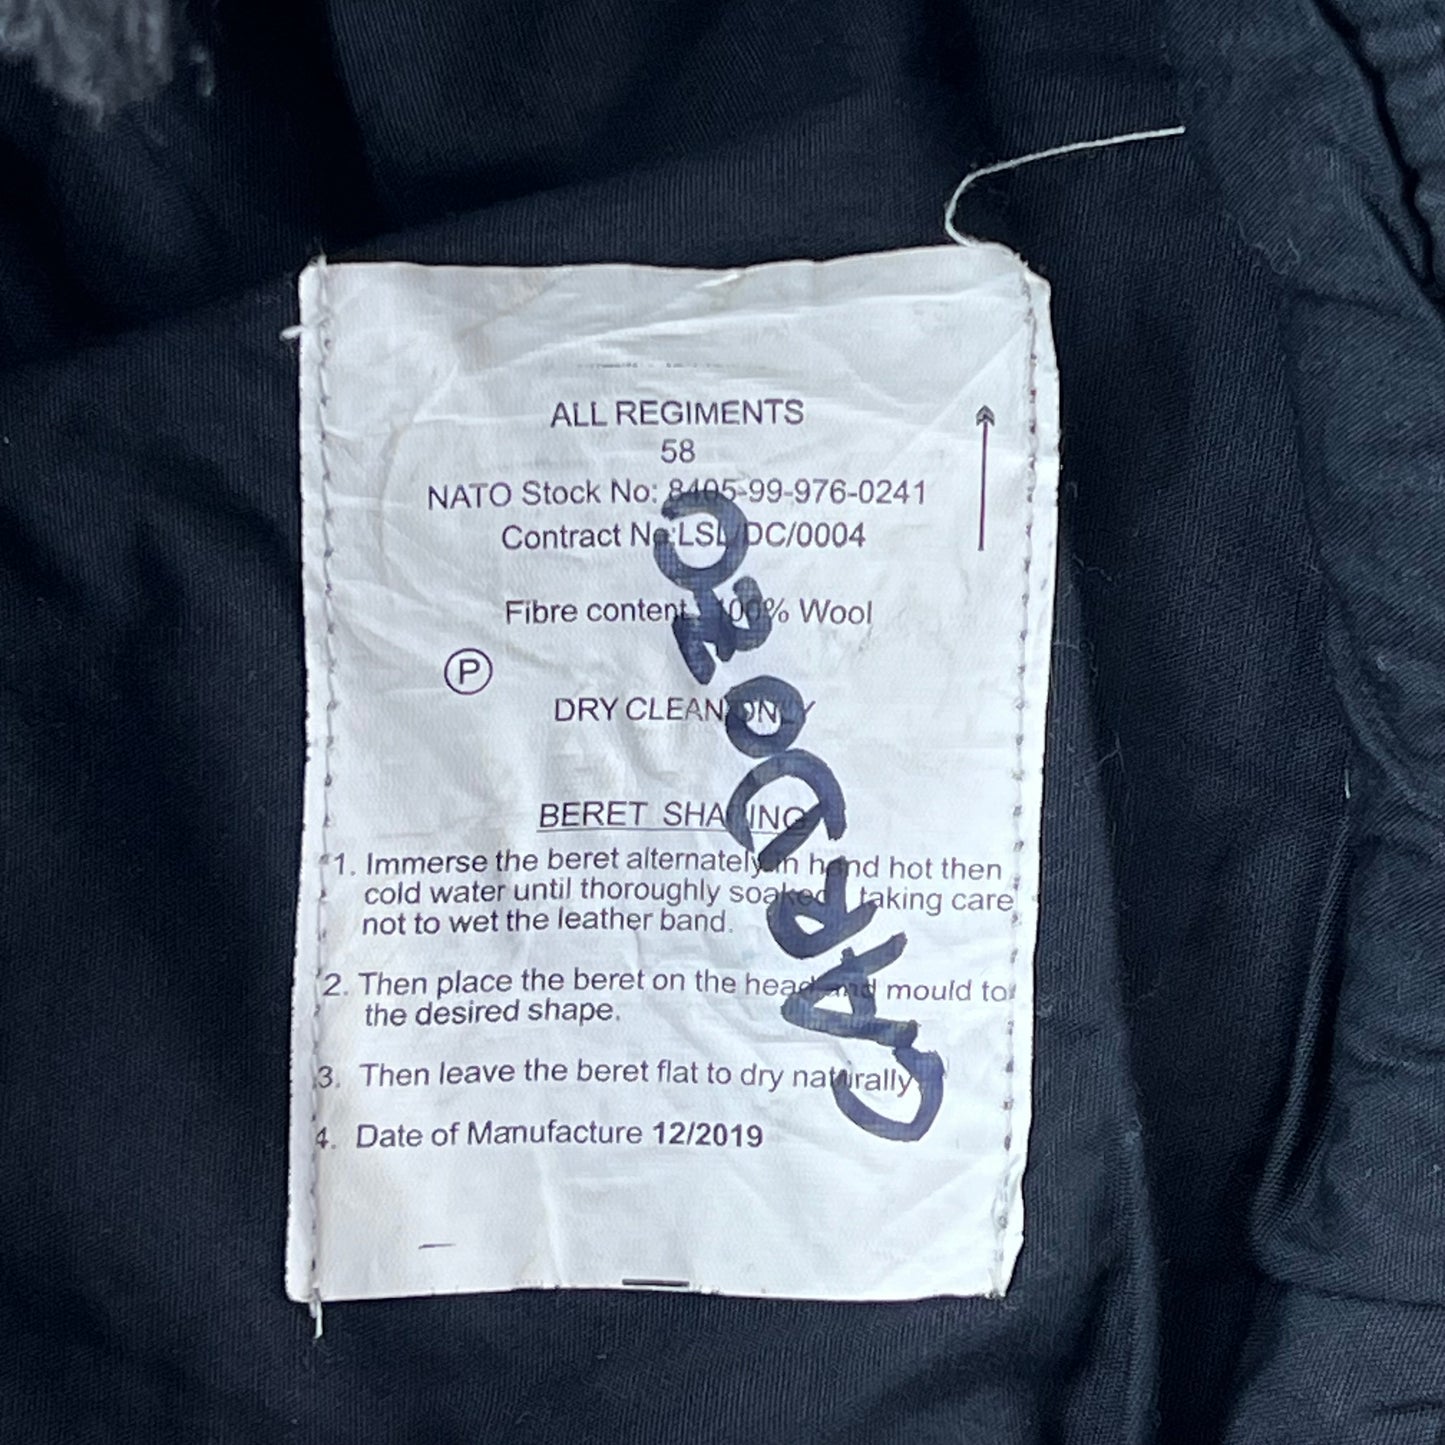 ALL REGIMENTS
58
NATO Stock No: 8405-99-976-0241
Contract No:LSL/DC/0004
Fibre content 100% Wool
P
DRY CLEAN ONLY
BERET SHAPING
1. Immerse the beret alternately in hand hot then
cold water until thoroughly soaked, taking care
not to wet the leather band.
2. Then place the beret on the head and mould to
the desired shape.
3. Then leave the beret flat to dry naturally
4. Date of Manufacture 12/2019